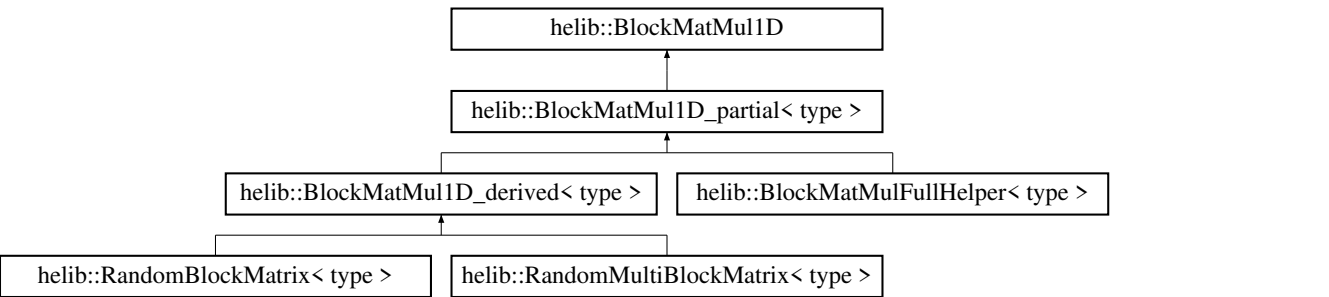 helib::BlockMatMul1D
helib::BlockMatMul1D_partial< type >
helib::BlockMatMul1D_derived< type >
helib::BlockMatMulFullHelper< type >
helib::RandomBlockMatrix< type >
helib::RandomMultiBlockMatrix< type >